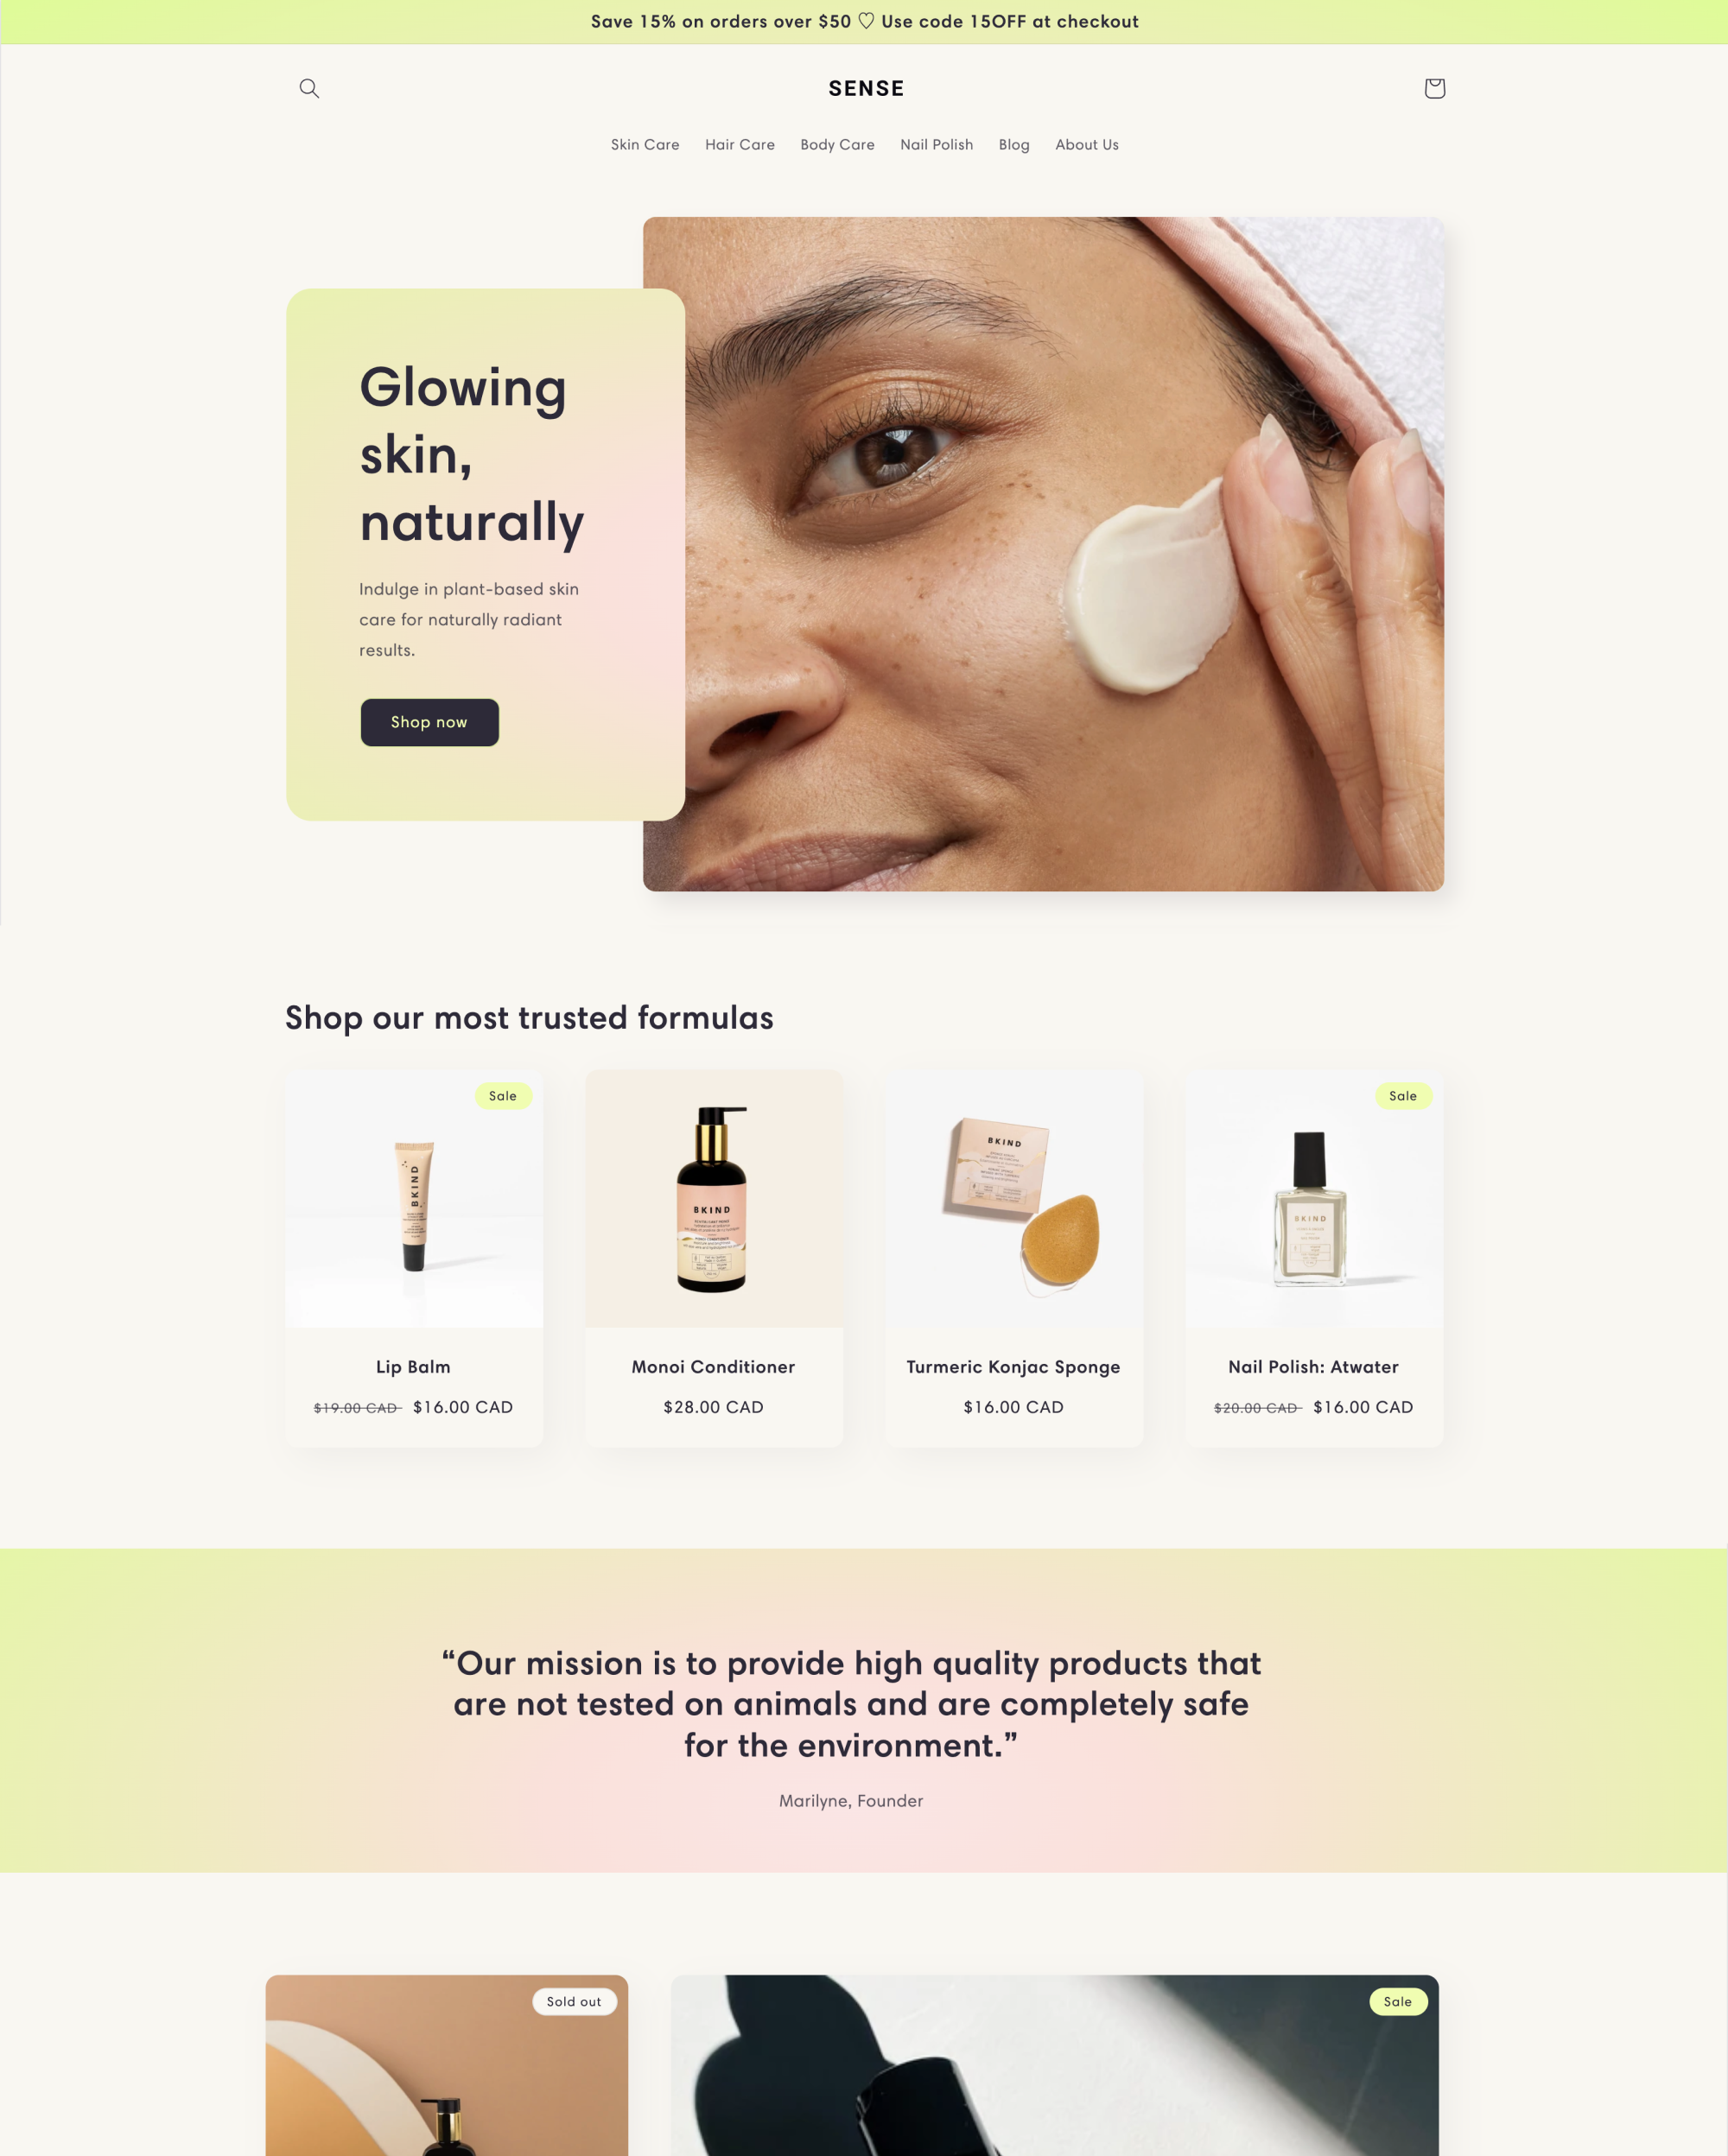 Save 15% on orders over $50 ♡ Use code 15OFF at checkout
SENSE
Skin Care Hair Care Body Care Nail Polish Blog About Us
Glowing
skin,
naturally
Indulge in plant-based skin
care for naturally radiant
results.
Shop now
Shop our most trusted formulas
Sale
BKIND
BKIND
BKIND
Sale
BKIND
Lip Balm
$19.00 CAD $16.00 CAD
Monoi Conditioner
$28.00 CAD
Turmeric Konjac Sponge
$16.00 CAD
Nail Polish: Atwater
$20.00 CAD $16.00 CAD
“Our mission is to provide high quality products that
are not tested on animals and are completely safe
for the environment.”
Marilyne, Founder
Sold out
Sale